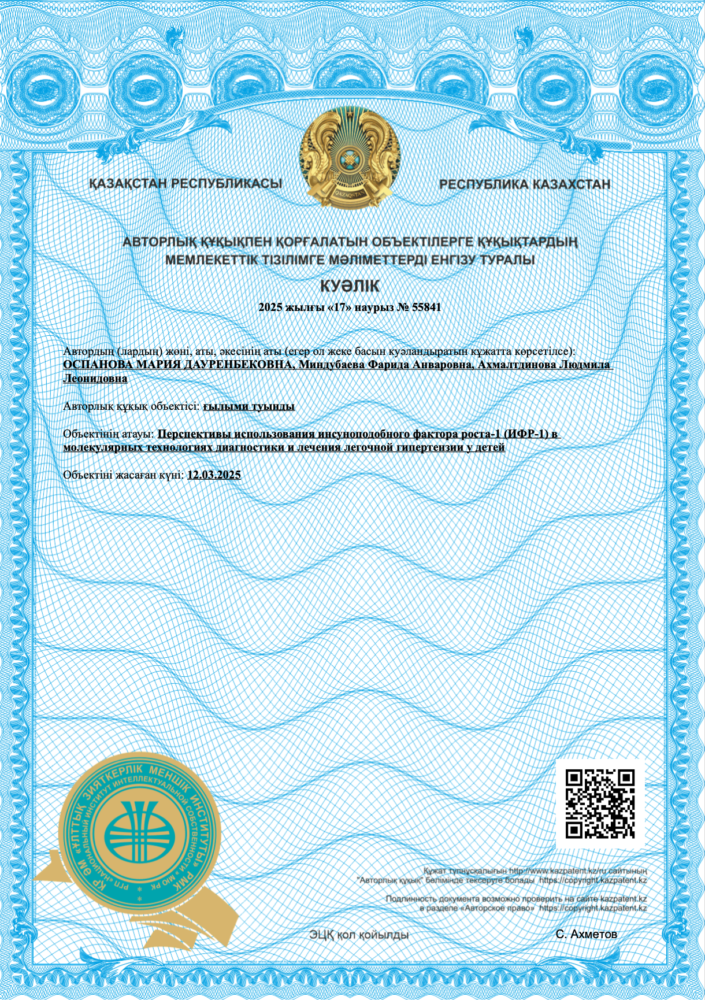 ҚАЗАҚСТАН РЕСПУБЛИКАСЫ
РЕСПУБЛИКА КАЗАХСТАН
QAZAQSTAN
АВТОРЛЫҚ ҚҰҚЫҚПЕН ҚОРҒАЛАТЫН ОБЪЕКТІЛЕРГЕ ҚҰҚЫҚТАРДЫҢ
МЕМЛЕКЕТТІК ТІЗІЛІМГЕ МӘЛІМЕТТЕРДІ ЕНГІЗУ ТУРАЛЫ
КУӘЛІК
2025 жылғы «17» наурыз № 55841
Автордың (лардың) жөні, аты, әкесінің аты (егер ол жеке басын куәландыратын құжатта көрсетілсе):
ОСПАНОВА МАРИЯ ДАУРЕНБЕКОВНА, Миндубаева Фарида Анваровна, Ахмалтдинова Людмила
Леонидовна
Авторлық құқық объектісі: ғылыми туынды
Объектінің атауы: Перспективы использования инсуноподобного фактора роста-1 (ИФР-1) в
молекулярных технологиях диагностики и лечения легочной гипертензии у детей
Объектіні жасаған күні: 12.03.2025
ҚР ӘМ «ҰЛТТЫҚ ЗИЯТКЕРЛІК МЕНШІК ИНСТИТУТЫ» РМК
РГП «НАЦИОНАЛЬНЫЙ ИНСТИТУТ ИНТЕЛЛЕКТУАЛЬНОЙ СОБСТВЕННОСТИ» МЮ РК
Құжат түпнұсқалығын http://www.kazpatent.kz/ru сайтының
"Авторлық құқық" бөлімінде тексеруге болады https://copyright.kazpatent.kz
Подлинность документа возможно проверить на сайте kazpatent.kz
в разделе «Авторское право» https://copyright.kazpatent.kz
ЭЦҚ қол қойылды
С. Ахметов